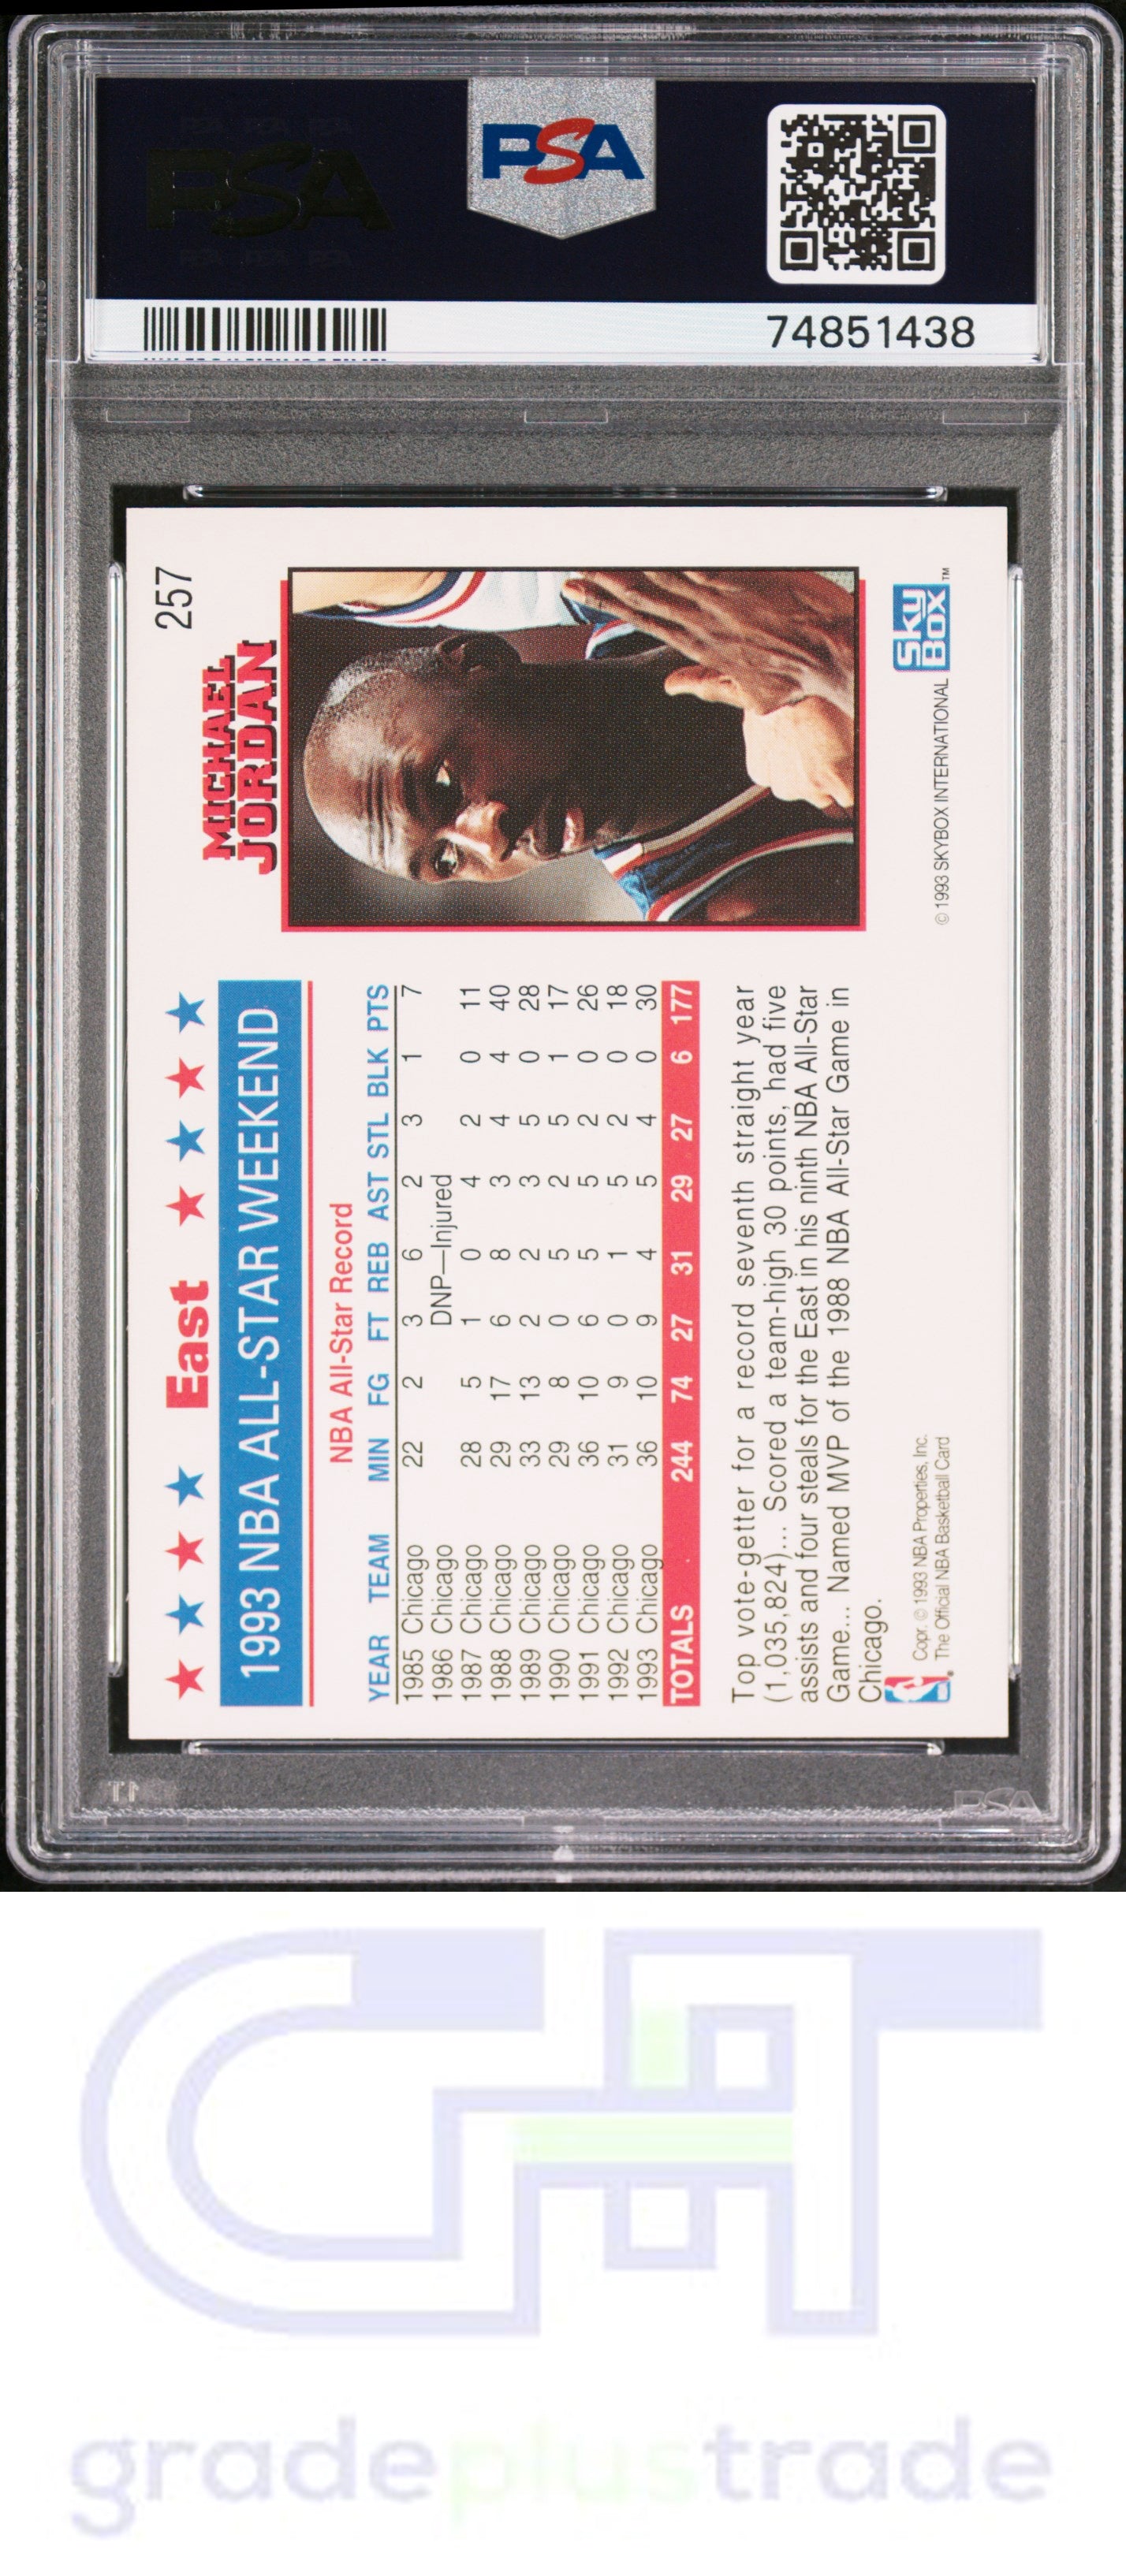 PSA
PSA
74851438
257
MICHAEL
JORDAN
East
1993 NBA ALL-STAR WEEKEND
NBA All-Star Record
YEAR TEAM MIN FG FT REB AST STL BLK PTS
1985 Chicago 22 2 3 6 2 3 1 7
1986 Chicago DNP—Injured
1987 Chicago 28 5 1 0 4 2 0 11
1988 Chicago 29 17 6 8 3 4 4 40
1989 Chicago 33 13 2 2 3 5 0 28
1990 Chicago 29 8 0 5 2 5 1 17
1991 Chicago 36 10 6 5 5 2 0 26
1992 Chicago 31 9 0 1 5 2 0 18
1993 Chicago 36 10 9 4 5 4 0 30
TOTALS 244 74 27 31 29 27 6 177
Top vote-getter for a record seventh straight year
(1,035,824)... Scored a team-high 30 points, had five
assists and four steals for the East in his ninth NBA All-Star
Game... Named MVP of the 1988 NBA All-Star Game in
Chicago.
Copr. © 1993 NBA Properties, Inc.
The Official NBA Basketball Card
© 1993 SKYBOX INTERNATIONAL
SkyBOX™
PSA
gradeplustrade